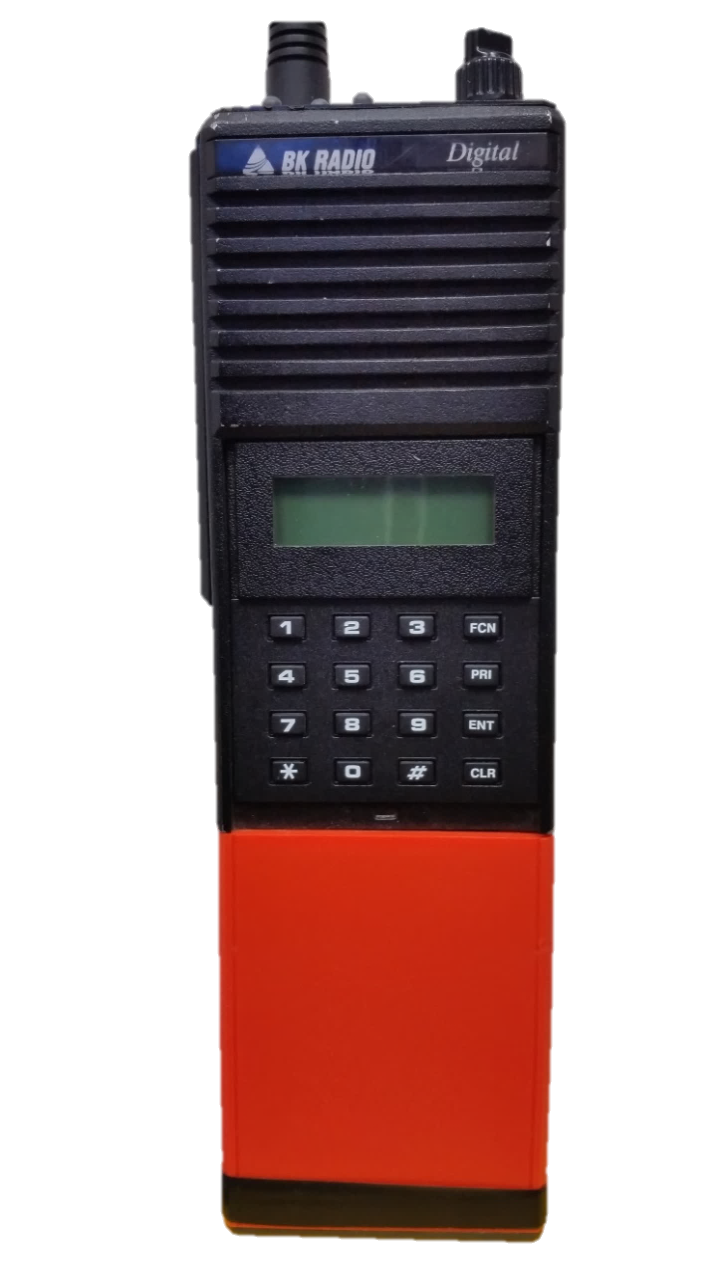 BK RADIO Digital
1 2 3 FCN
4 5 6 PRI
7 8 9 ENT
* 0 # CLR